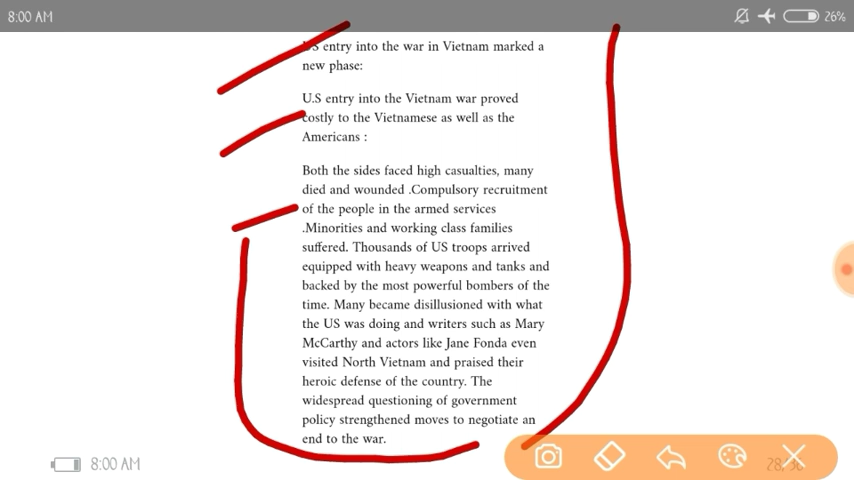 8:00 AM
26%
US entry into the war in Vietnam marked a
new phase:
U.S entry into the Vietnam war proved
costly to the Vietnamese as well as the
Americans :
Both the sides faced high casualties, many
died and wounded .Compulsory recruitment
of the people in the armed services
.Minorities and working class families
suffered. Thousands of US troops arrived
equipped with heavy weapons and tanks and
backed by the most powerful bombers of the
time. Many became disillusioned with what
the US was doing and writers such as Mary
McCarthy and actors like Jane Fonda even
visited North Vietnam and praised their
heroic defense of the country. The
widespread questioning of government
policy strengthened moves to negotiate an
end to the war.
8:00 AM